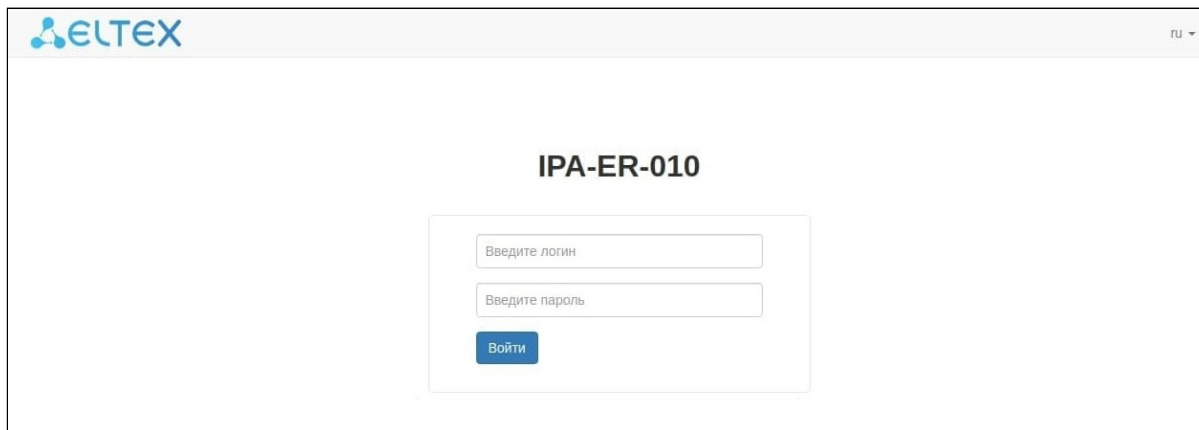 ELTEX
ru
IPA-ER-010
Введите логин
Введите пароль
Войти